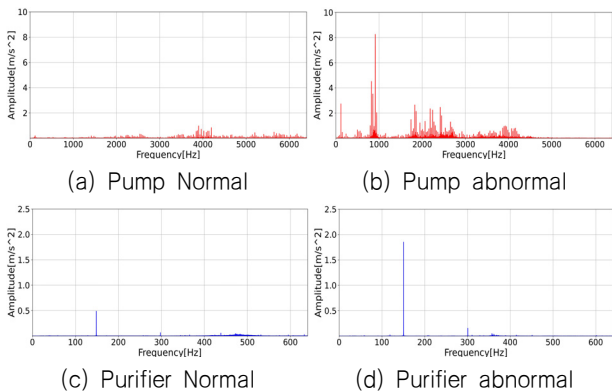 10
8
6
4
2
Amplitude[m/s^2]
0 1000 2000 3000 4000 5000 6000
Frequency[Hz]
(a) Pump Normal
10
8
6
4
2
Amplitude[m/s^2]
0 1000 2000 3000 4000 5000 6000
Frequency[Hz]
(b) Pump abnormal
2.5
2.0
1.5
1.0
0.5
Amplitude[m/s^2]
0 100 200 300 400 500 600
Frequency[Hz]
(c) Purifier Normal
2.5
2.0
1.5
1.0
0.5
Amplitude[m/s^2]
0 100 200 300 400 500 600
Frequency[Hz]
(d) Purifier abnormal